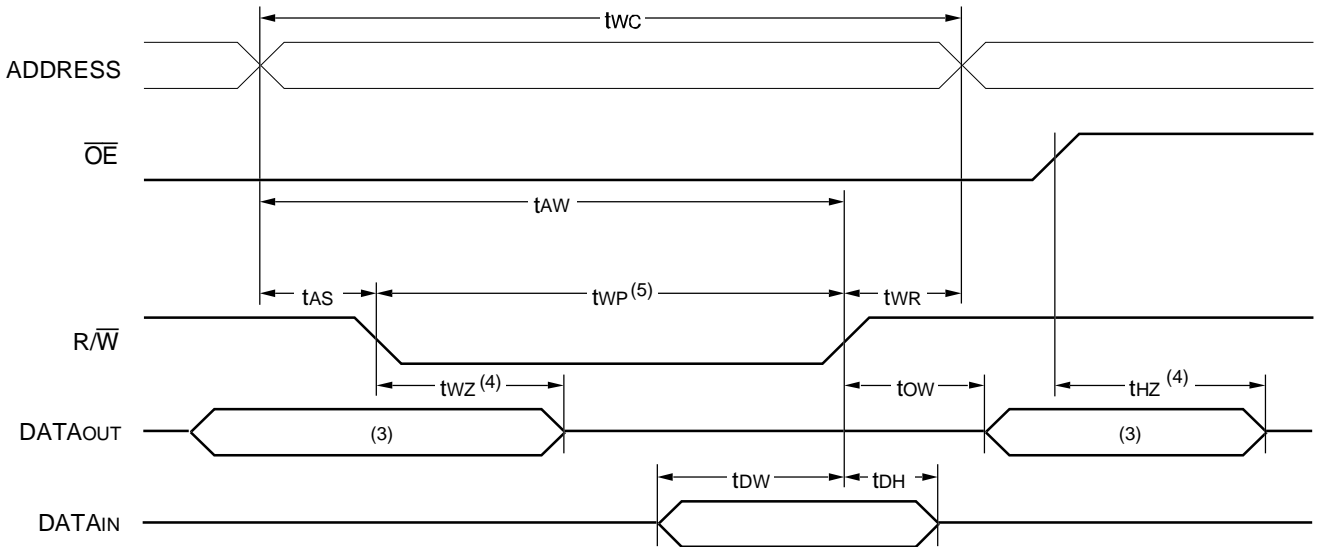 tWC
ADDRESS
OE
tAW
tAS
tWP (5)
tWR
R/W
tWZ (4)
tOW
tHZ (4)
DATAOUT
(3)
(3)
tDW
tDH
DATAIN